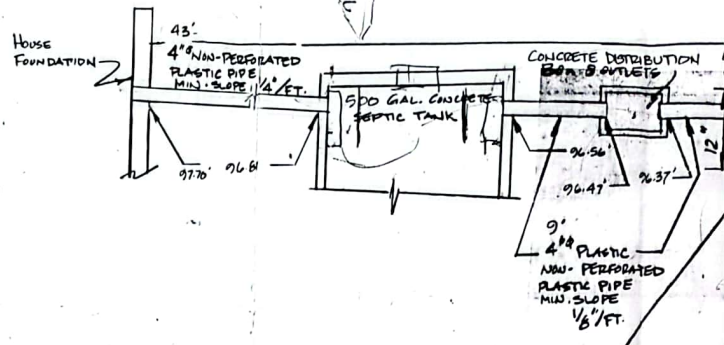 HOUSE
FOUNDATION
43'
4"ø NON-PERFORATED
PLASTIC PIPE
MIN. SLOPE 1/4"/FT.
500 GAL. CONCRETE
SEPTIC TANK
CONCRETE DISTRIBUTION
BOX 8 OUTLETS
97.70' 96.81'
96.56'
96.47'
96.37'
12"
9'
4"ø PLASTIC
NON-PERFORATED
PLASTIC PIPE
MIN. SLOPE
1/8"/FT.